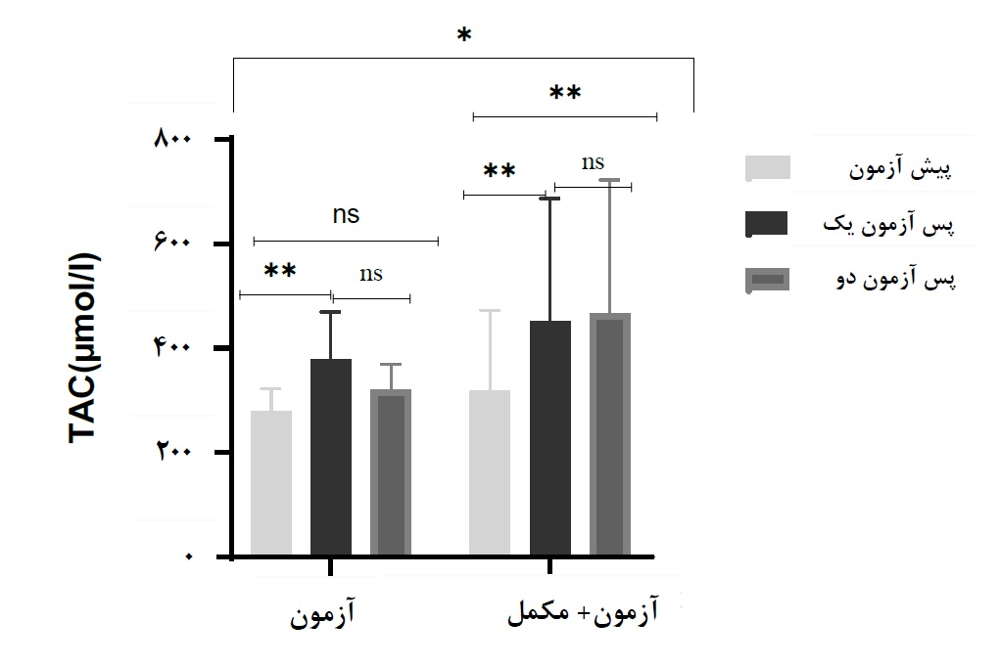 *
**
۸۰۰
ns
پیش آزمون
**
ns
پس آزمون یک
۶۰۰
**
ns
پس آزمون دو
TAC(µmol/l)
۴۰۰
۲۰۰
۰
آزمون
آزمون+ مکمل